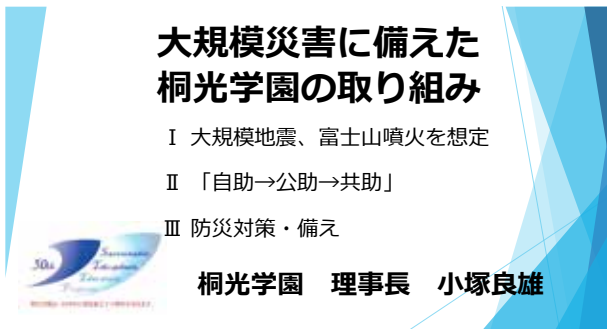 大規模災害に備えた
桐光学園の取り組み
Ⅰ 大規模地震、富士山噴火を想定
Ⅱ 「自助→公助→共助」
Ⅲ 防災対策・備え
50th
桐光学園 理事長 小塚良雄